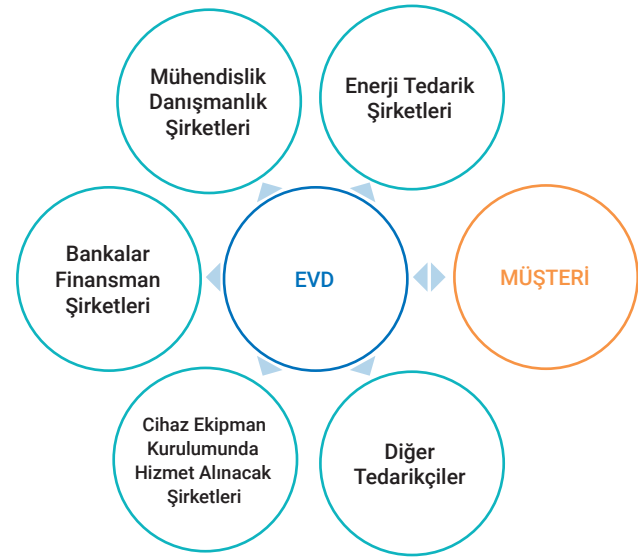 Mühendislik
Danışmanlık
Şirketleri
Enerji Tedarik
Şirketleri
Bankalar
Finansman
Şirketleri
EVD
MÜŞTERİ
Cihaz Ekipman
Kurulumunda
Hizmet Alınacak
Şirketleri
Diğer
Tedarikçiler